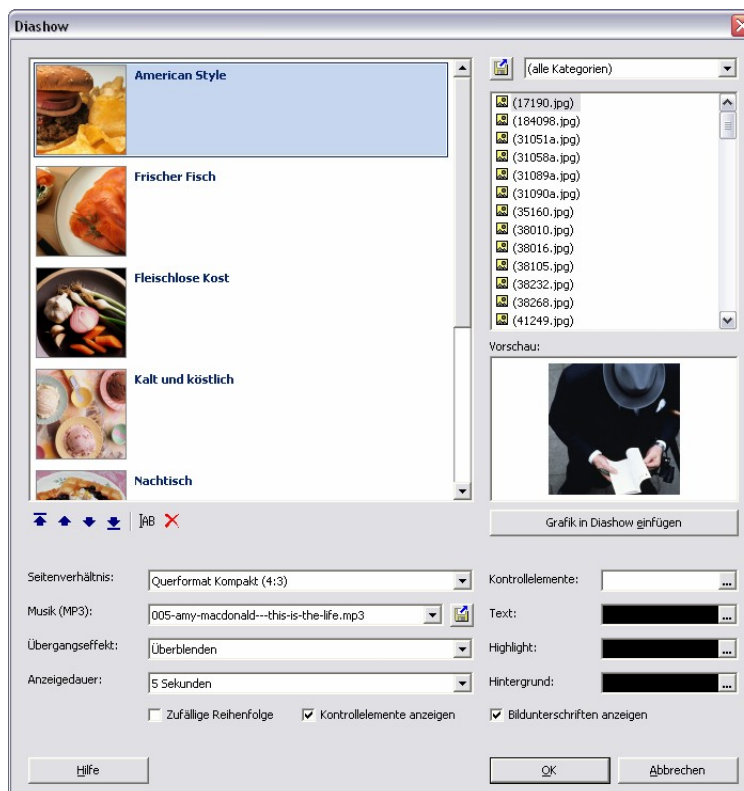 Diashow
American Style
Frischer Fisch
Fleischlose Kost
Kalt und köstlich
Nachtisch
(alle Kategorien)
(17190.jpg)
(184098.jpg)
(31051a.jpg)
(31058a.jpg)
(31089a.jpg)
(31090a.jpg)
(35160.jpg)
(38010.jpg)
(38016.jpg)
(38105.jpg)
(38232.jpg)
(38268.jpg)
(41249.jpg)
Vorschau:
AB
Grafik in Diashow einfügen
Seitenverhältnis:
Querformat Kompakt (4:3)
Musik (MP3):
005-amy-macdonald---this-is-the-life.mp3
Übergangseffekt:
Überblenden
Anzeigedauer:
5 Sekunden
Kontrollelemente:
...
Text:
...
Highlight:
...
Hintergrund:
...
Zufällige Reihenfolge
Kontrollelemente anzeigen
Bildunterschriften anzeigen
Hilfe
OK
Abbrechen